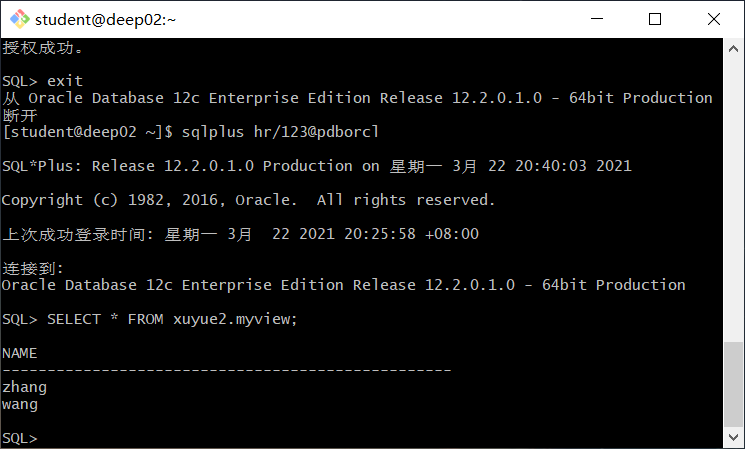 student@deep02:~
授权成功。
SQL> exit
从 Oracle Database 12c Enterprise Edition Release 12.2.0.1.0 - 64bit Production
断开
[student@deep02 ~]$ sqlplus hr/123@pdborcl
SQL*Plus: Release 12.2.0.1.0 Production on 星期一 3月 22 20:40:03 2021
Copyright (c) 1982, 2016, Oracle.  All rights reserved.
上次成功登录时间: 星期一 3月  22 2021 20:25:58 +08:00
连接到:
Oracle Database 12c Enterprise Edition Release 12.2.0.1.0 - 64bit Production
SQL> SELECT * FROM xuyue2.myview;
NAME
--------------------------------------------------
zhang
wang
SQL>